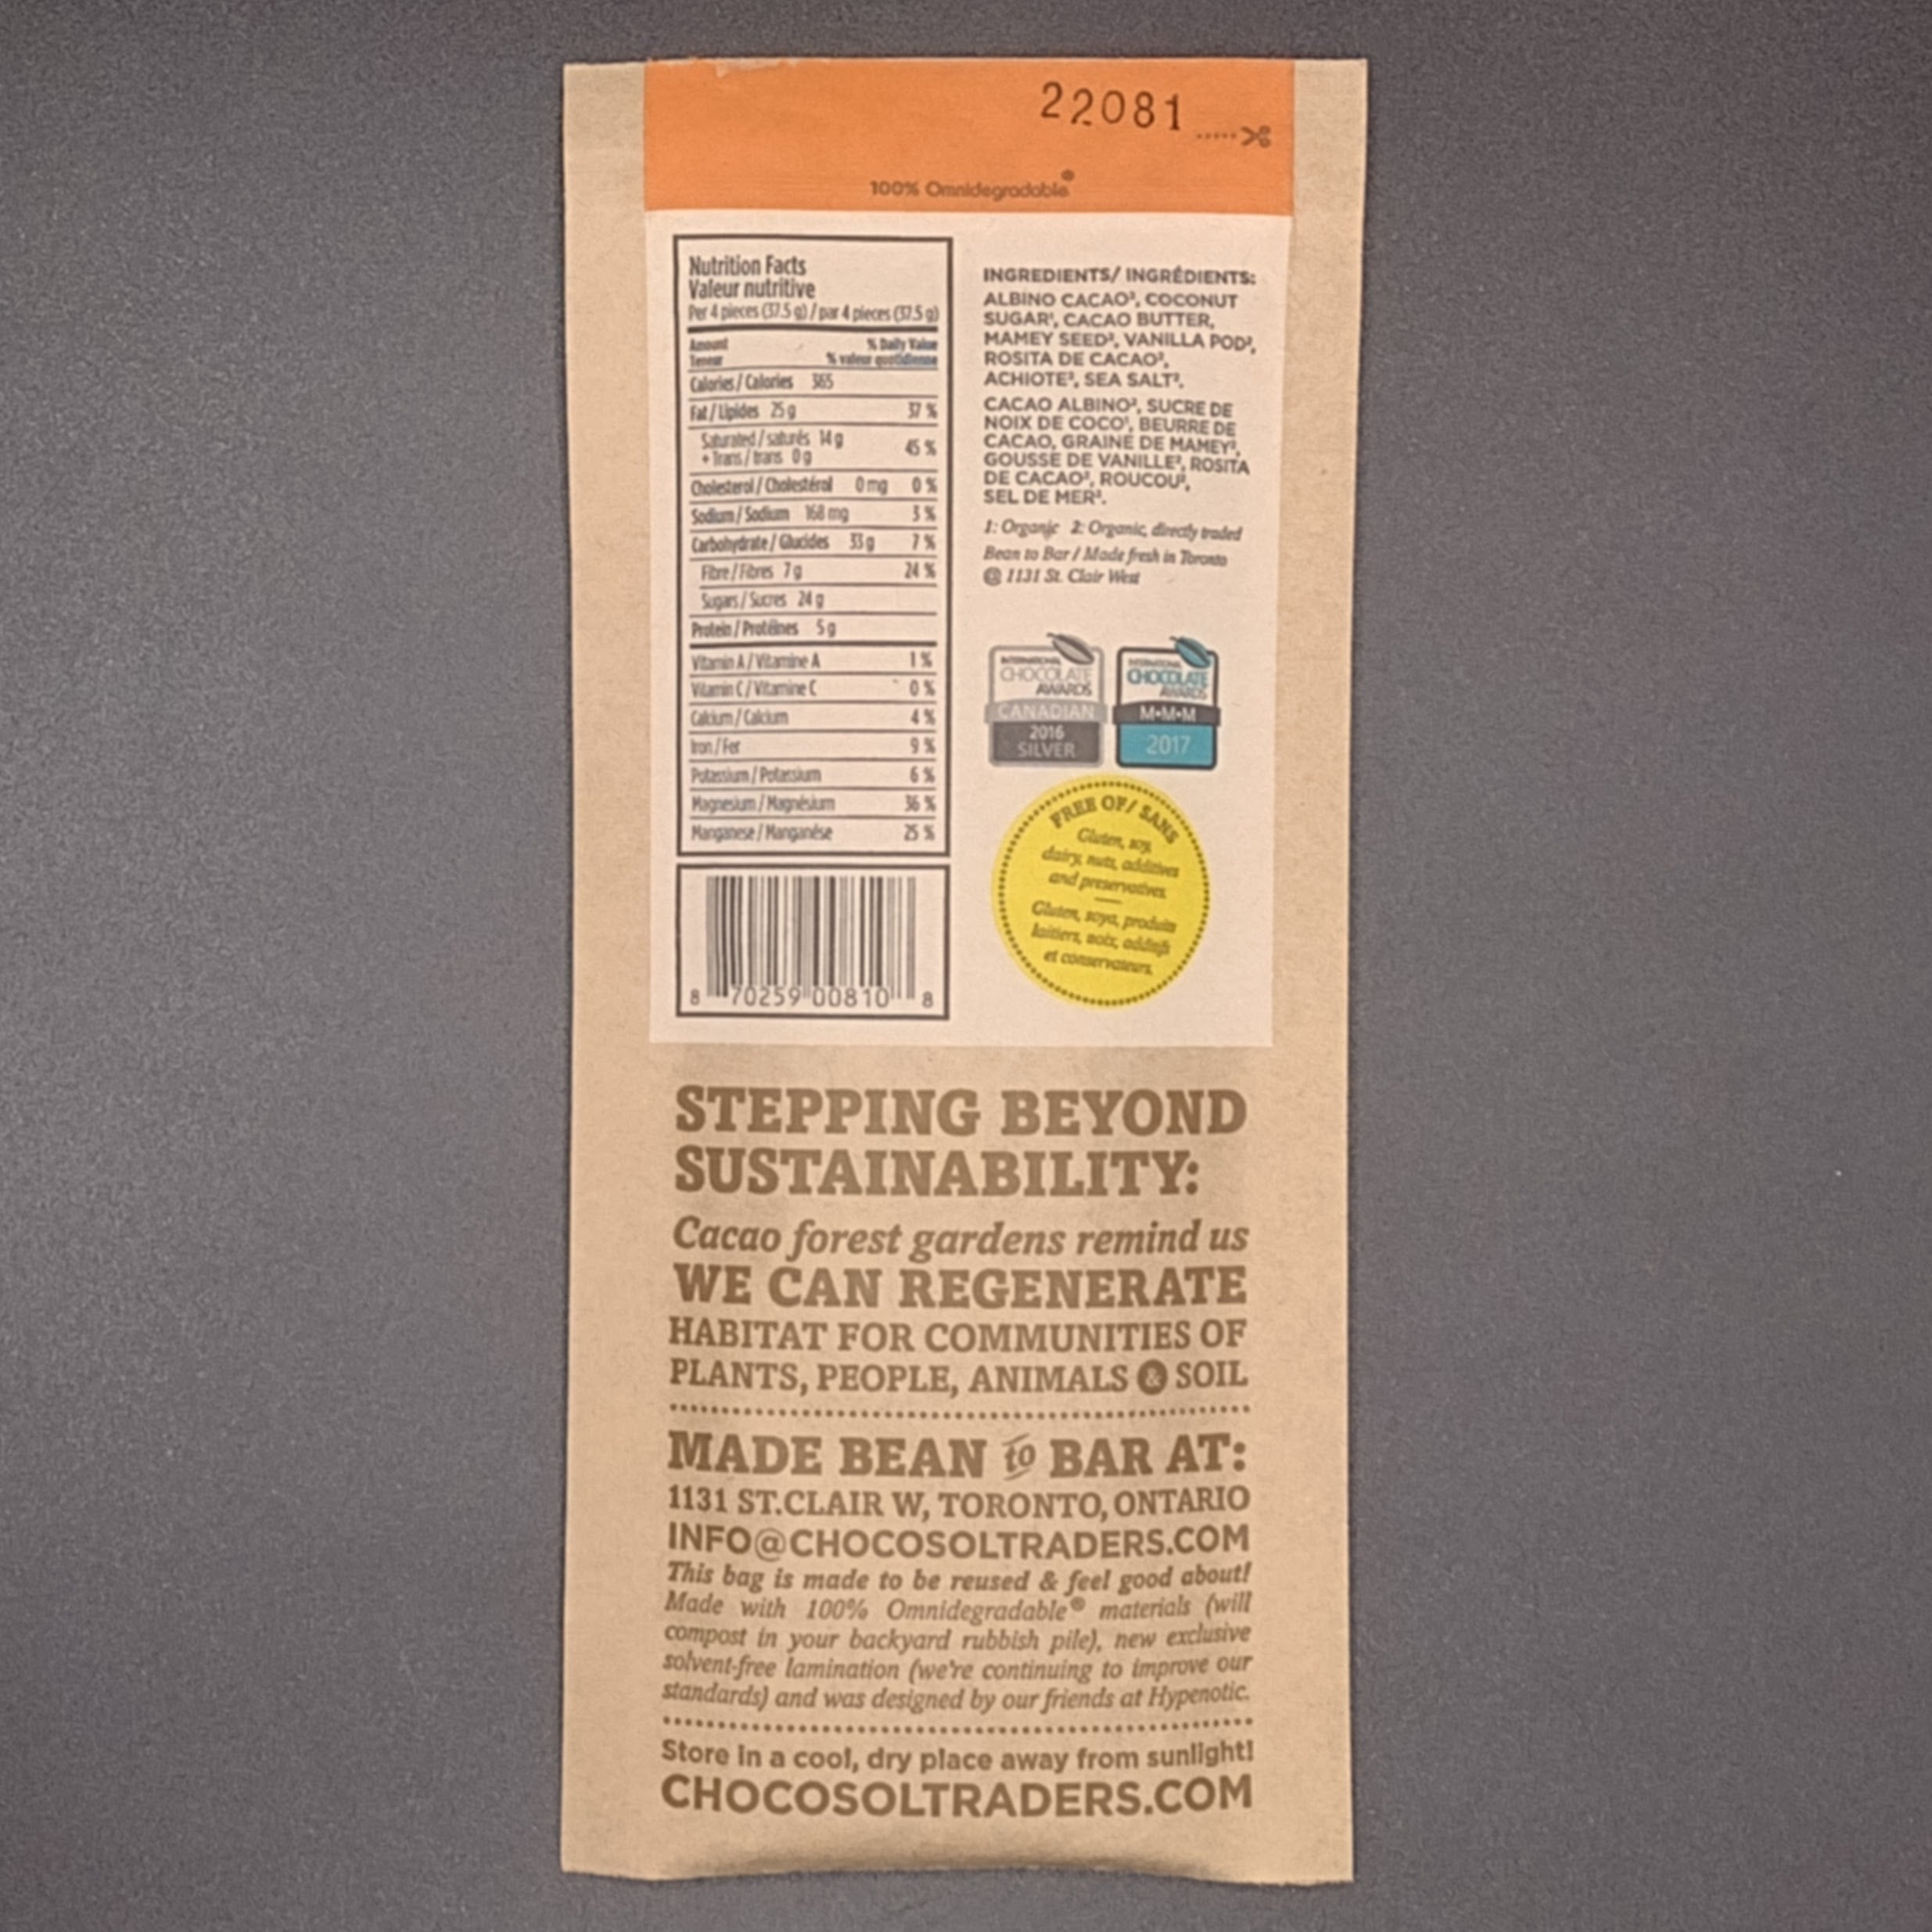 22081
100% Omnidegradable®
Nutrition Facts
Valeur nutritive
Per 4 pieces (37.5 g) / par 4 pieces (37.5 g)
Amount % Daily Value
Teneur % valeur quotidienne
Calories / Calories 365
Fat / Lipides 25 g 37 %
Saturated / saturés 14 g 45 %
+ Trans / trans 0 g
Cholesterol / Cholestérol 0 mg 0 %
Sodium / Sodium 168 mg 3 %
Carbohydrate / Glucides 33 g 7 %
Fibre / Fibres 7 g 24 %
Sugars / Sucres 24 g
Protein / Protéines 5 g
Vitamin A / Vitamine A 1 %
Vitamin C / Vitamine C 0 %
Calcium / Calcium 4 %
Iron / Fer 9 %
Potassium / Potassium 6 %
Magnesium / Magnésium 36 %
Manganese / Manganèse 25 %
8 70259 00810 8
INGREDIENTS/ INGRÉDIENTS:
ALBINO CACAO², COCONUT
SUGAR¹, CACAO BUTTER,
MAMEY SEED², VANILLA POD²,
ROSITA DE CACAO²,
ACHIOTE², SEA SALT².
CACAO ALBINO², SUCRE DE
NOIX DE COCO¹, BEURRE DE
CACAO, GRAINE DE MAMEY²,
GOUSSE DE VANILLE², ROSITA
DE CACAO², ROUCOU²,
SEL DE MER².
1: Organic 2: Organic, directly traded
Bean to Bar / Made fresh in Toronto
@ 1131 St. Clair West
INTERNATIONAL
CHOCOLATE
AWARDS
CANADIAN
2016
SILVER
INTERNATIONAL
CHOCOLATE
AWARDS
M•M•M
2017
FREE OF/ SANS
Gluten, soy,
dairy, nuts, additives
and preservatives.
Gluten, soya, produits
laitiers, noix, additifs
et conservateurs.
STEPPING BEYOND
SUSTAINABILITY:
Cacao forest gardens remind us
WE CAN REGENERATE
HABITAT FOR COMMUNITIES OF
PLANTS, PEOPLE, ANIMALS & SOIL
MADE BEAN to BAR AT:
1131 ST.CLAIR W, TORONTO, ONTARIO
INFO@CHOCOSOLTRADERS.COM
This bag is made to be reused & feel good about!
Made with 100% Omnidegradable® materials (will
compost in your backyard rubbish pile), new exclusive
solvent-free lamination (we're continuing to improve our
standards) and was designed by our friends at Hypenotic.
Store in a cool, dry place away from sunlight!
CHOCOSOLTRADERS.COM